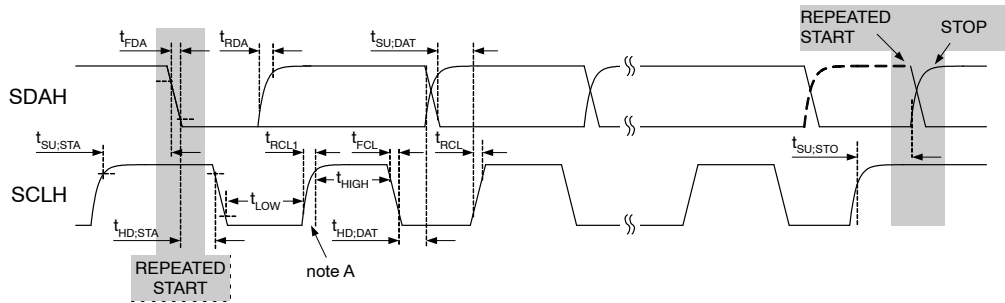 REPEATED
START
STOP
tFDA
tRDA
tSU;DAT
SDAH
tSU;STA
tRCL1
tFCL
tRCL
tSU;STO
SCLH
tLOW
tHIGH
tHD;STA
tHD;DAT
note A
REPEATED
START